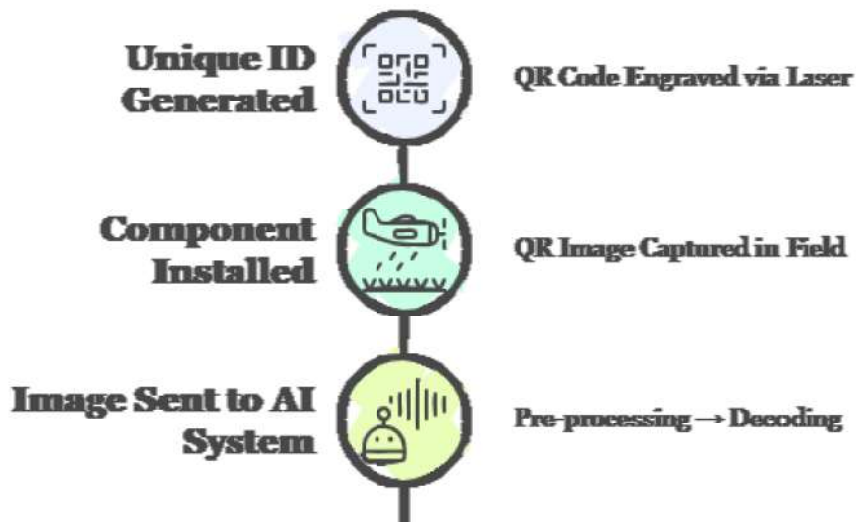 Unique ID
Generated
QR Code Engraved via Laser
Component
Installed
QR Image Captured in Field
Image Sent to AI
System
Pre-processing → Decoding